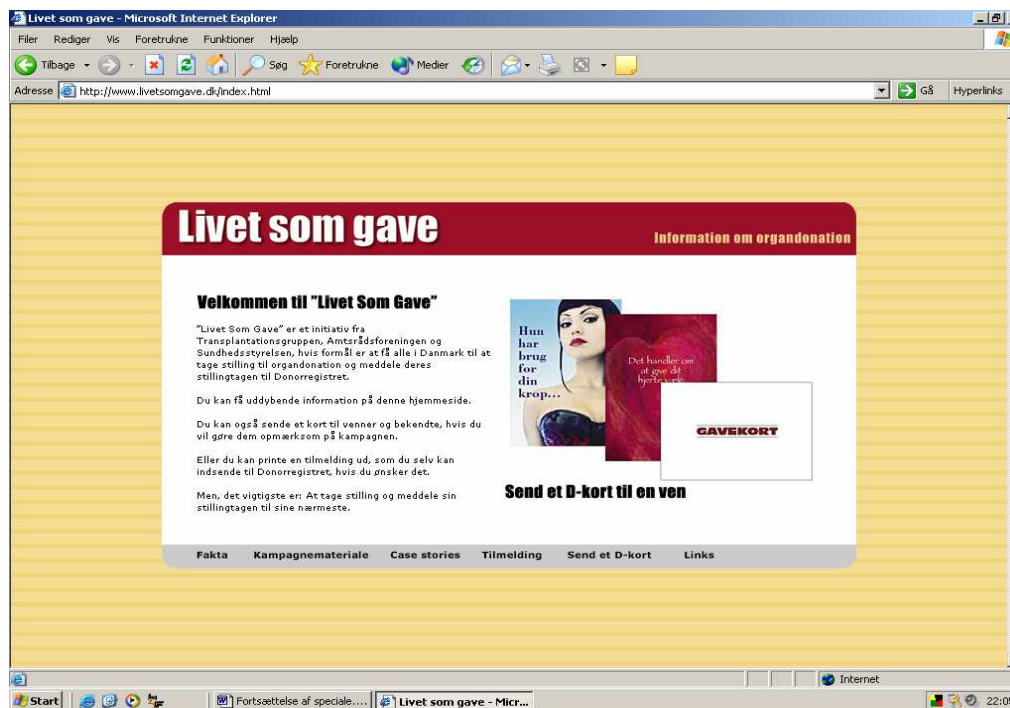 Livet som gave - Microsoft Internet Explorer
Filer Rediger Vis Foretrukne Funktioner Hjælp
Tilbage Søg Foretrukne Medier
Adresse http://www.livetsomgave.dk/index.html Gå Hyperlinks
Livet som gave
Information om organdonation
Velkommen til "Livet Som Gave"
"Livet Som Gave" er et initiativ fra
Transplantationsgruppen, Amtsrådsforeningen og
Sundhedsstyrelsen, hvis formål er at få alle i Danmark til at
tage stilling til organdonation og meddele deres
stillingtagen til Donorregistret.
Du kan få uddybende information på denne hjemmeside.
Du kan også sende et kort til venner og bekendte, hvis du
vil gøre dem opmærksom på kampagnen.
Eller du kan printe en tilmelding ud, som du selv kan
indsende til Donorregistret, hvis du ønsker det.
Men, det vigtigste er: At tage stilling og meddele sin
stillingtagen til sine nærmeste.
Hun
har
brug
for
din
krop...
Det handler om
at give dit
hjerte væk.
GAVEKORT
Send et D-kort til en ven
Fakta Kampagnemateriale Case stories Tilmelding Send et D-kort Links
Internet
Start Fortsættelse af speciale.... Livet som gave - Micr... 22:05